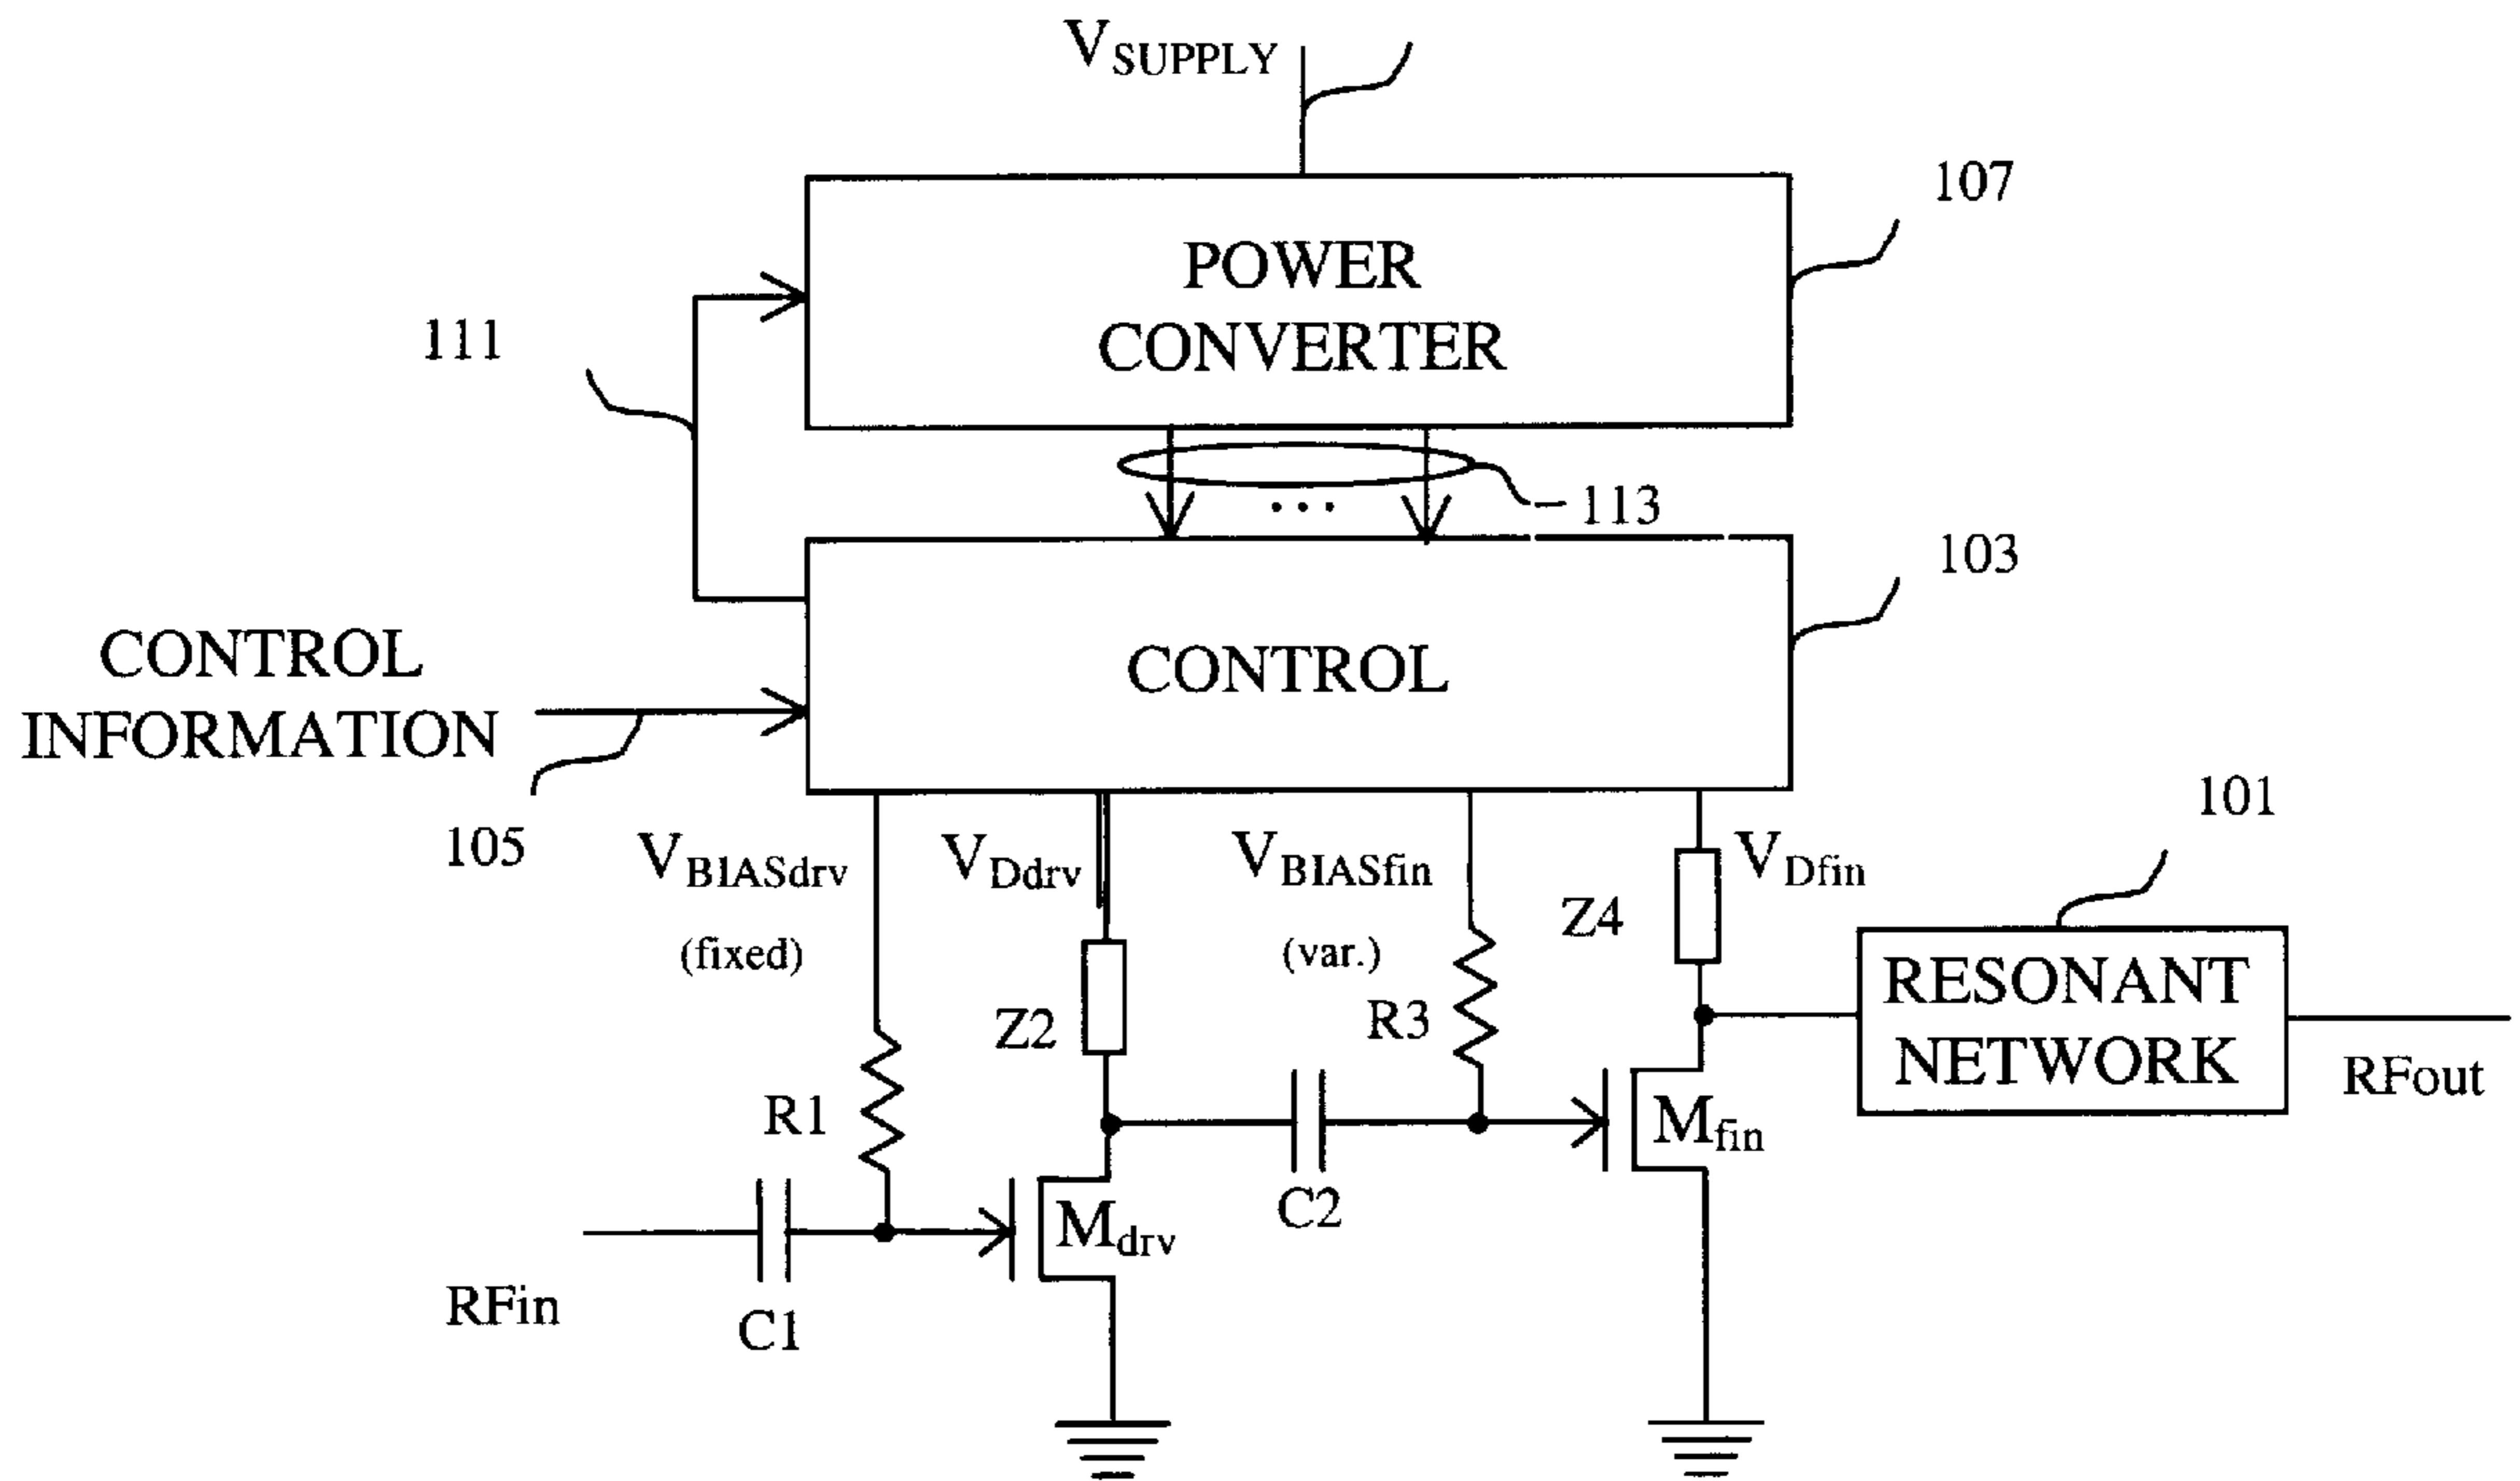 VSUPPLY
107
POWER
CONVERTER
111
...
113
103
CONTROL
INFORMATION
CONTROL
105
VBIASdrv
(fixed)
VDdrv
VBIASfin
(var.)
VDfin
101
Z4
Z2
R3
RESONANT
NETWORK
RFout
R1
Mfin
C2
Mdrv
RFin
C1